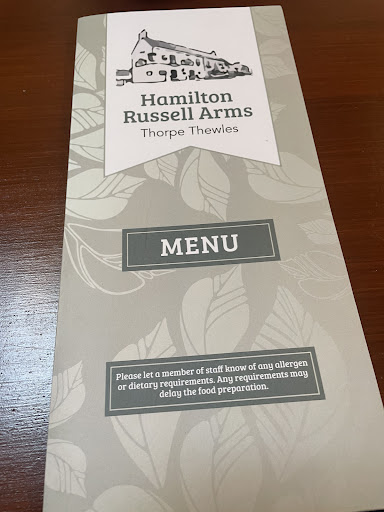 Hamilton
Russell Arms
Thorpe Thewles
MENU
Please let a member of staff know of any allergen
or dietary requirements. Any requirements may
delay the food preparation.